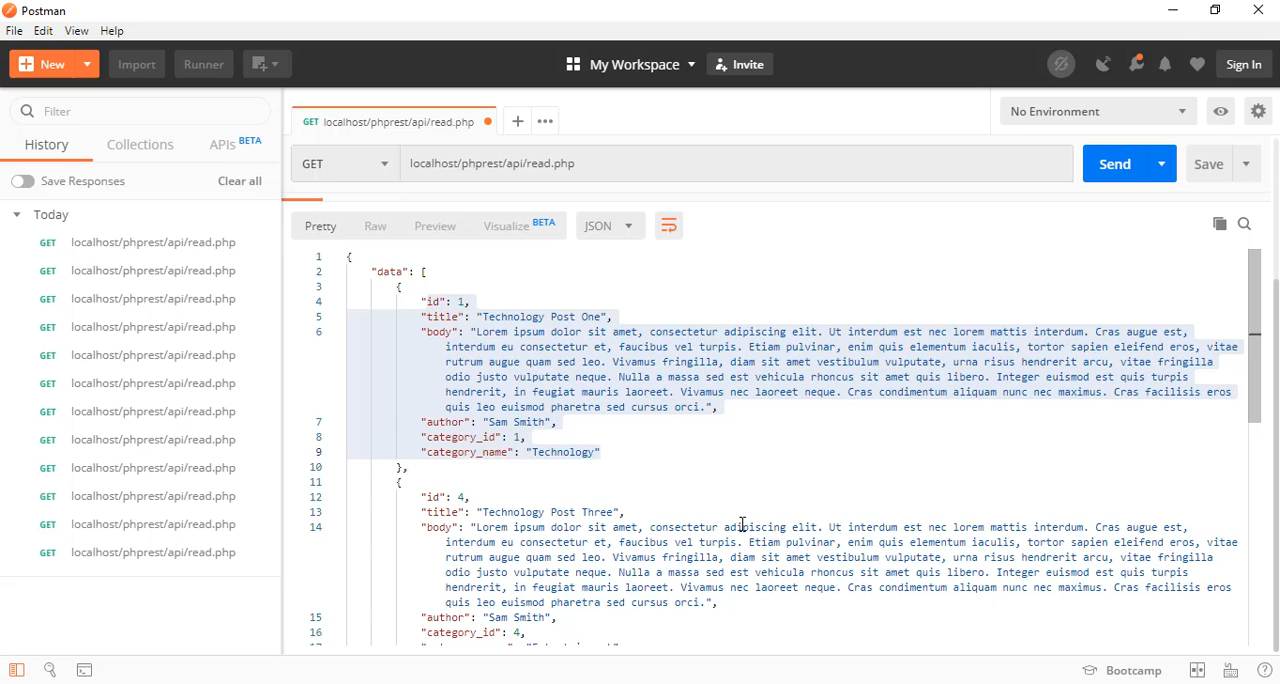 Postman
File Edit View Help
New Import Runner My Workspace Invite Sign In
Filter
History Collections APIs BETA
Save Responses Clear all
Today
GET localhost/phprest/api/read.php
GET localhost/phprest/api/read.php
GET localhost/phprest/api/read.php
GET localhost/phprest/api/read.php
GET localhost/phprest/api/read.php
GET localhost/phprest/api/read.php
GET localhost/phprest/api/read.php
GET localhost/phprest/api/read.php
GET localhost/phprest/api/read.php
GET localhost/phprest/api/read.php
GET localhost/phprest/api/read.php
GET localhost/phprest/api/read.php
GET localhost/phprest/api/read.php
No Environment
GET localhost/phprest/api/read.php Send Save
Pretty Raw Preview Visualize BETA JSON
1 {
2 "data": [
3 {
4 "id": 1,
5 "title": "Technology Post One",
6 "body": "Lorem ipsum dolor sit amet, consectetur adipiscing elit. Ut interdum est nec lorem mattis interdum. Cras augue est,
interdum eu consectetur et, faucibus vel turpis. Etiam pulvinar, enim quis elementum iaculis, tortor sapien eleifend eros, vitae
rutrum augue quam sed leo. Vivamus fringilla, diam sit amet vestibulum vulputate, urna risus hendrerit arcu, vitae fringilla
odio justo vulputate neque. Nulla a massa sed est vehicula rhoncus sit amet quis libero. Integer euismod est quis turpis
hendrerit, in feugiat mauris laoreet. Vivamus nec laoreet neque. Cras condimentum aliquam nunc nec maximus. Cras facilisis eros
quis leo euismod pharetra sed cursus orci.",
7 "author": "Sam Smith",
8 "category_id": 1,
9 "category_name": "Technology"
10 },
11 {
12 "id": 4,
13 "title": "Technology Post Three",
14 "body": "Lorem ipsum dolor sit amet, consectetur adipiscing elit. Ut interdum est nec lorem mattis interdum. Cras augue est,
interdum eu consectetur et, faucibus vel turpis. Etiam pulvinar, enim quis elementum iaculis, tortor sapien eleifend eros, vitae
rutrum augue quam sed leo. Vivamus fringilla, diam sit amet vestibulum vulputate, urna risus hendrerit arcu, vitae fringilla
odio justo vulputate neque. Nulla a massa sed est vehicula rhoncus sit amet quis libero. Integer euismod est quis turpis
hendrerit, in feugiat mauris laoreet. Vivamus nec laoreet neque. Cras condimentum aliquam nunc nec maximus. Cras facilisis eros
quis leo euismod pharetra sed cursus orci.",
15 "author": "Sam Smith",
16 "category_id": 4,
Bootcamp